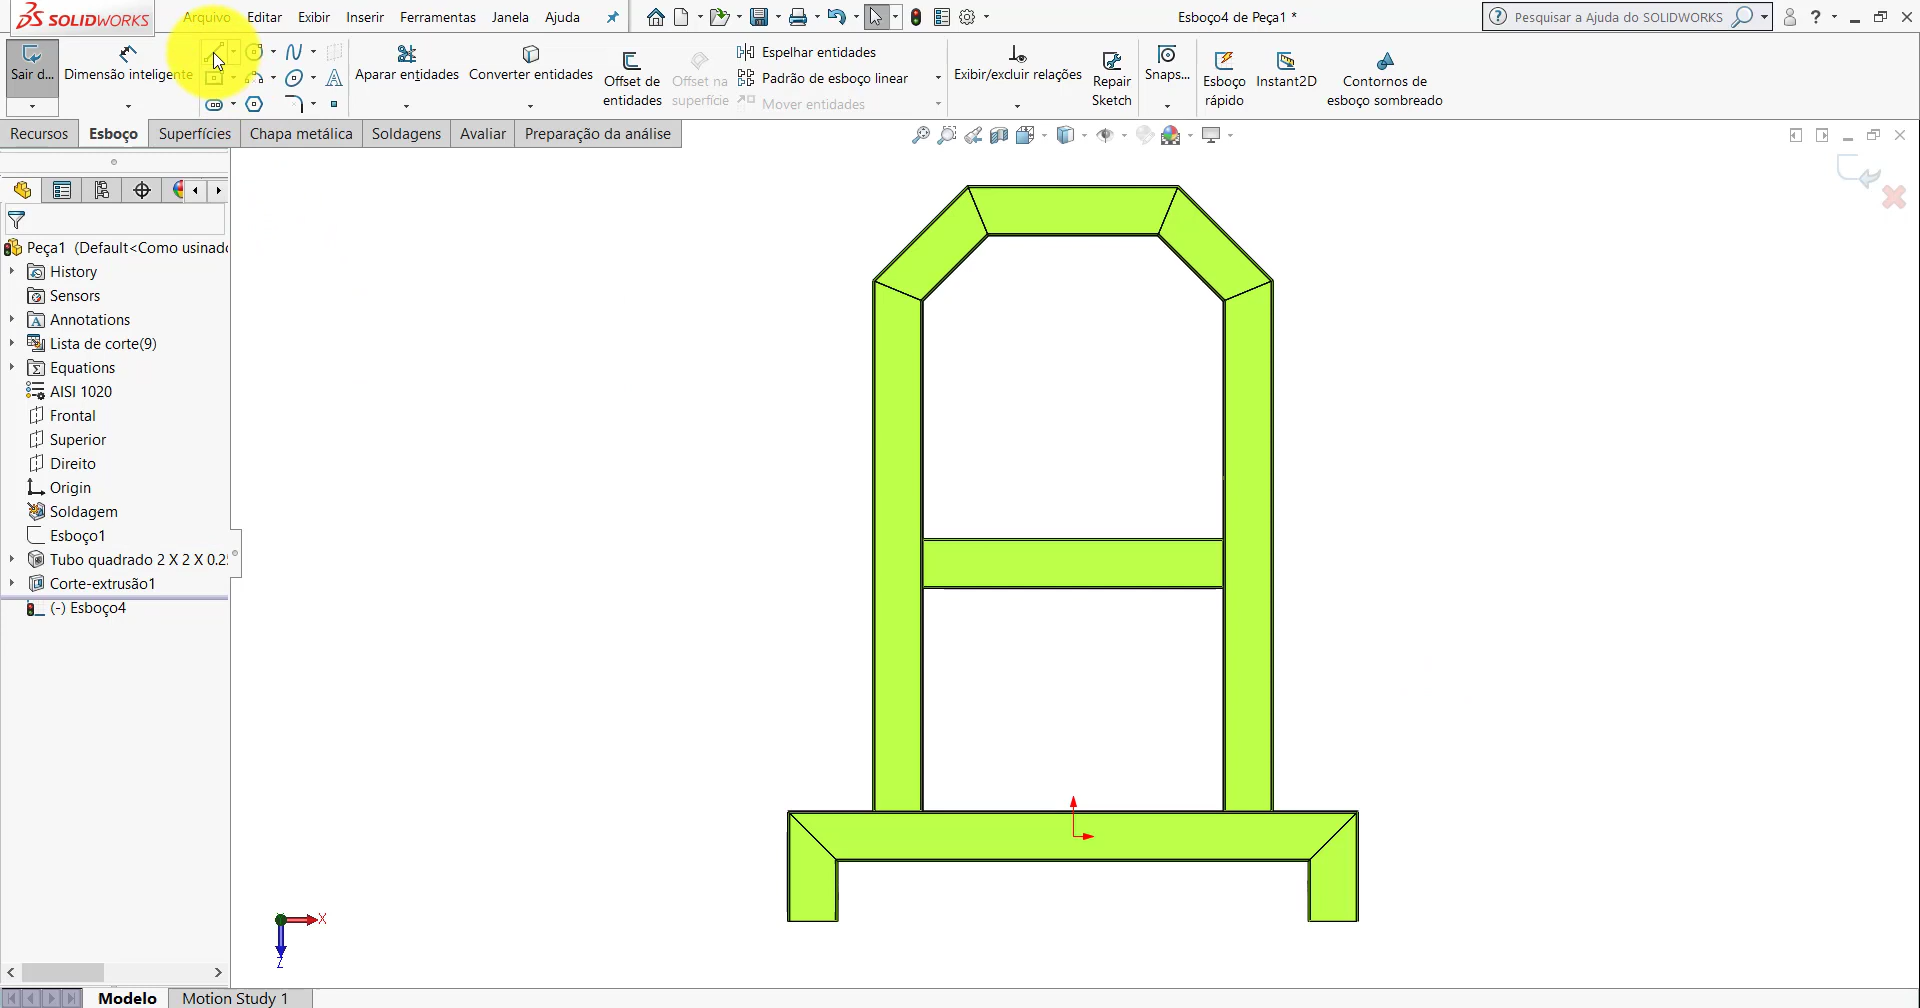 SOLIDWORKS
Arquivo Editar Exibir Inserir Ferramentas Janela Ajuda
Esboço4 de Peça1 *
Pesquisar a Ajuda do SOLIDWORKS
Sair d...
Dimensão inteligente
Aparar entidades
Converter entidades
Offset de entidades
Offset na superfície
Espelhar entidades
Padrão de esboço linear
Mover entidades
Exibir/excluir relações
Repair Sketch
Snaps...
Esboço rápido
Instant2D
Contornos de esboço sombreado
Recursos Esboço Superfícies Chapa metálica Soldagens Avaliar Preparação da análise
Peça1 (Default<Como usinado
History
Sensors
Annotations
Lista de corte(9)
Equations
AISI 1020
Frontal
Superior
Direito
Origin
Soldagem
Esboço1
Tubo quadrado 2 X 2 X 0.2
Corte-extrusão1
(-) Esboço4
X
Z
Modelo Motion Study 1